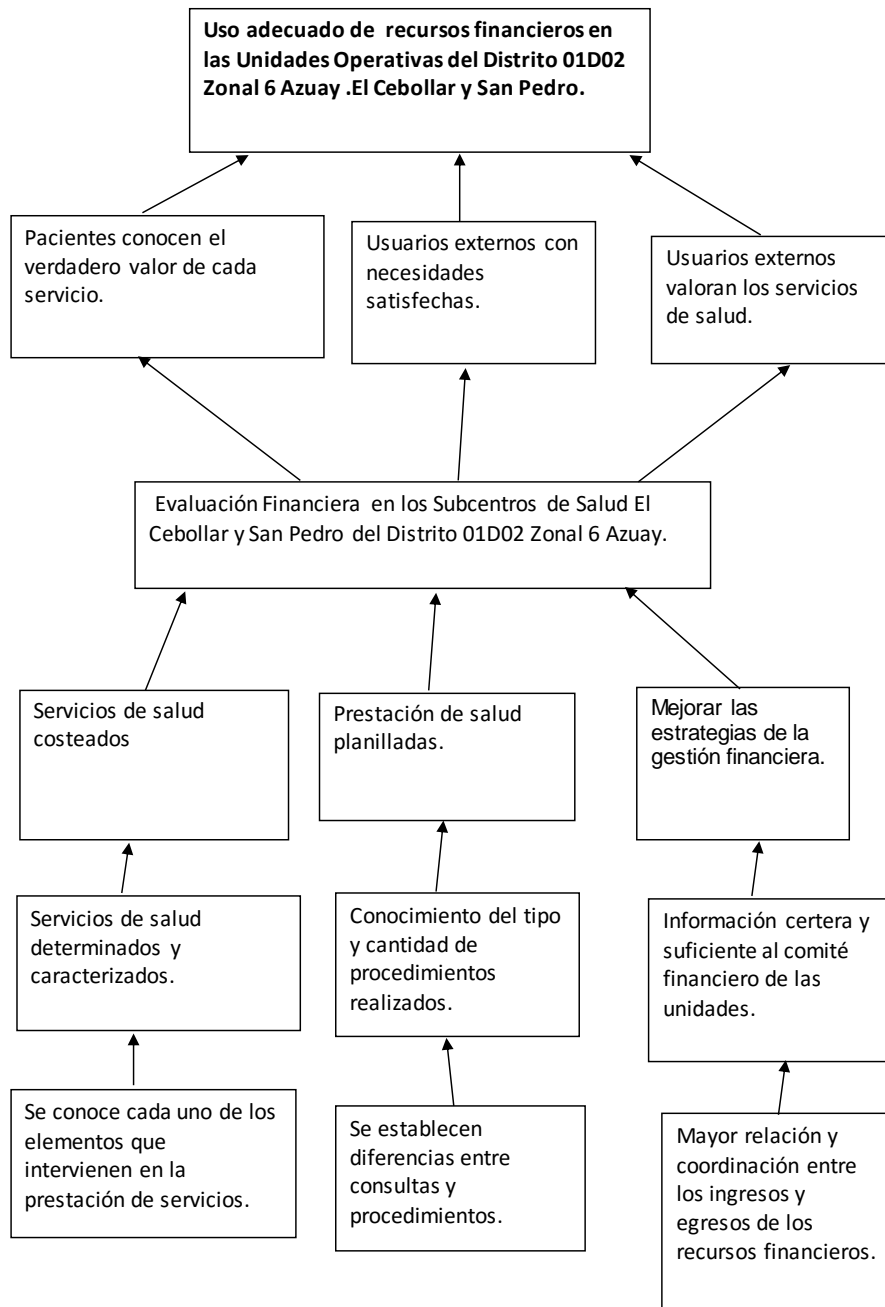 Uso adecuado de recursos financieros en
las Unidades Operativas del Distrito 01D02
Zonal 6 Azuay .El Cebollar y San Pedro.
Pacientes conocen el
verdadero valor de cada
servicio.
Usuarios externos con
necesidades
satisfechas.
Usuarios externos
valoran los servicios
de salud.
Evaluación Financiera en los Subcentros de Salud El
Cebollar y San Pedro del Distrito 01D02 Zonal 6 Azuay.
Servicios de salud
costeados
Prestación de salud
planilladas.
Mejorar las
estrategias de la
gestión financiera.
Servicios de salud
determinados y
caracterizados.
Conocimiento del tipo
y cantidad de
procedimientos
realizados.
Información certera y
suficiente al comité
financiero de las
unidades.
Se conoce cada uno de los
elementos que
intervienen en la
prestación de servicios.
Se establecen
diferencias entre
consultas y
procedimientos.
Mayor relación y
coordinación entre
los ingresos y
egresos de los
recursos financieros.